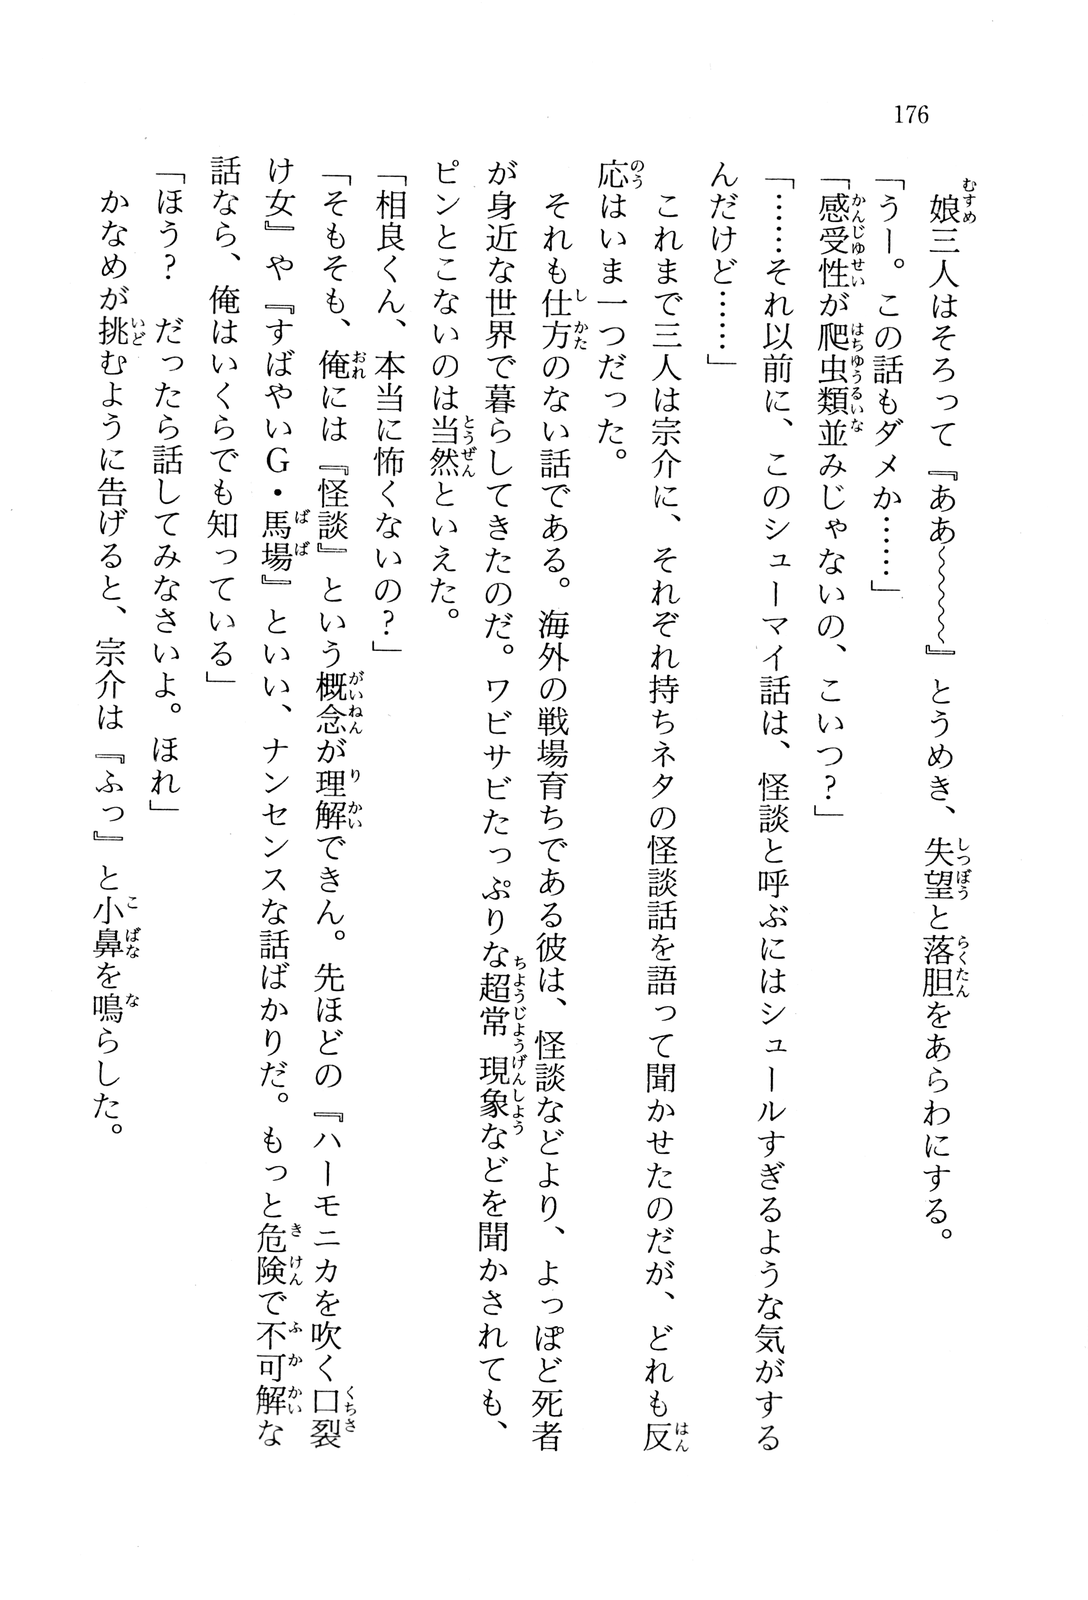 176
　娘三人はそろって『ああ〜〜〜〜』とうめき、失望と落胆をあらわにする。
「うー。この話もダメか……」
「感受性が爬虫類並みじゃないの、こいつ？」
「……それ以前に、このシューマイ話は、怪談と呼ぶにはシュールすぎるような気がする
んだけど……」
　これまで三人は宗介に、それぞれ持ちネタの怪談話を語って聞かせたのだが、どれも反
応はいま一つだった。
　それも仕方のない話である。海外の戦場育ちである彼は、怪談などより、よっぽど死者
が身近な世界で暮らしてきたのだ。ワビサビたっぷりな超常現象などを聞かされても、
ピンとこないのは当然といえた。
「相良くん、本当に怖くないの？」
「そもそも、俺には『怪談』という概念が理解できん。先ほどの『ハーモニカを吹く口裂
け女』や『すばやいG・馬場』といい、ナンセンスな話ばかりだ。もっと危険で不可解な
話なら、俺はいくらでも知っている」
「ほう？　だったら話してみなさいよ。ほれ」
　かなめが挑むように告げると、宗介は『ふっ』と小鼻を鳴らした。